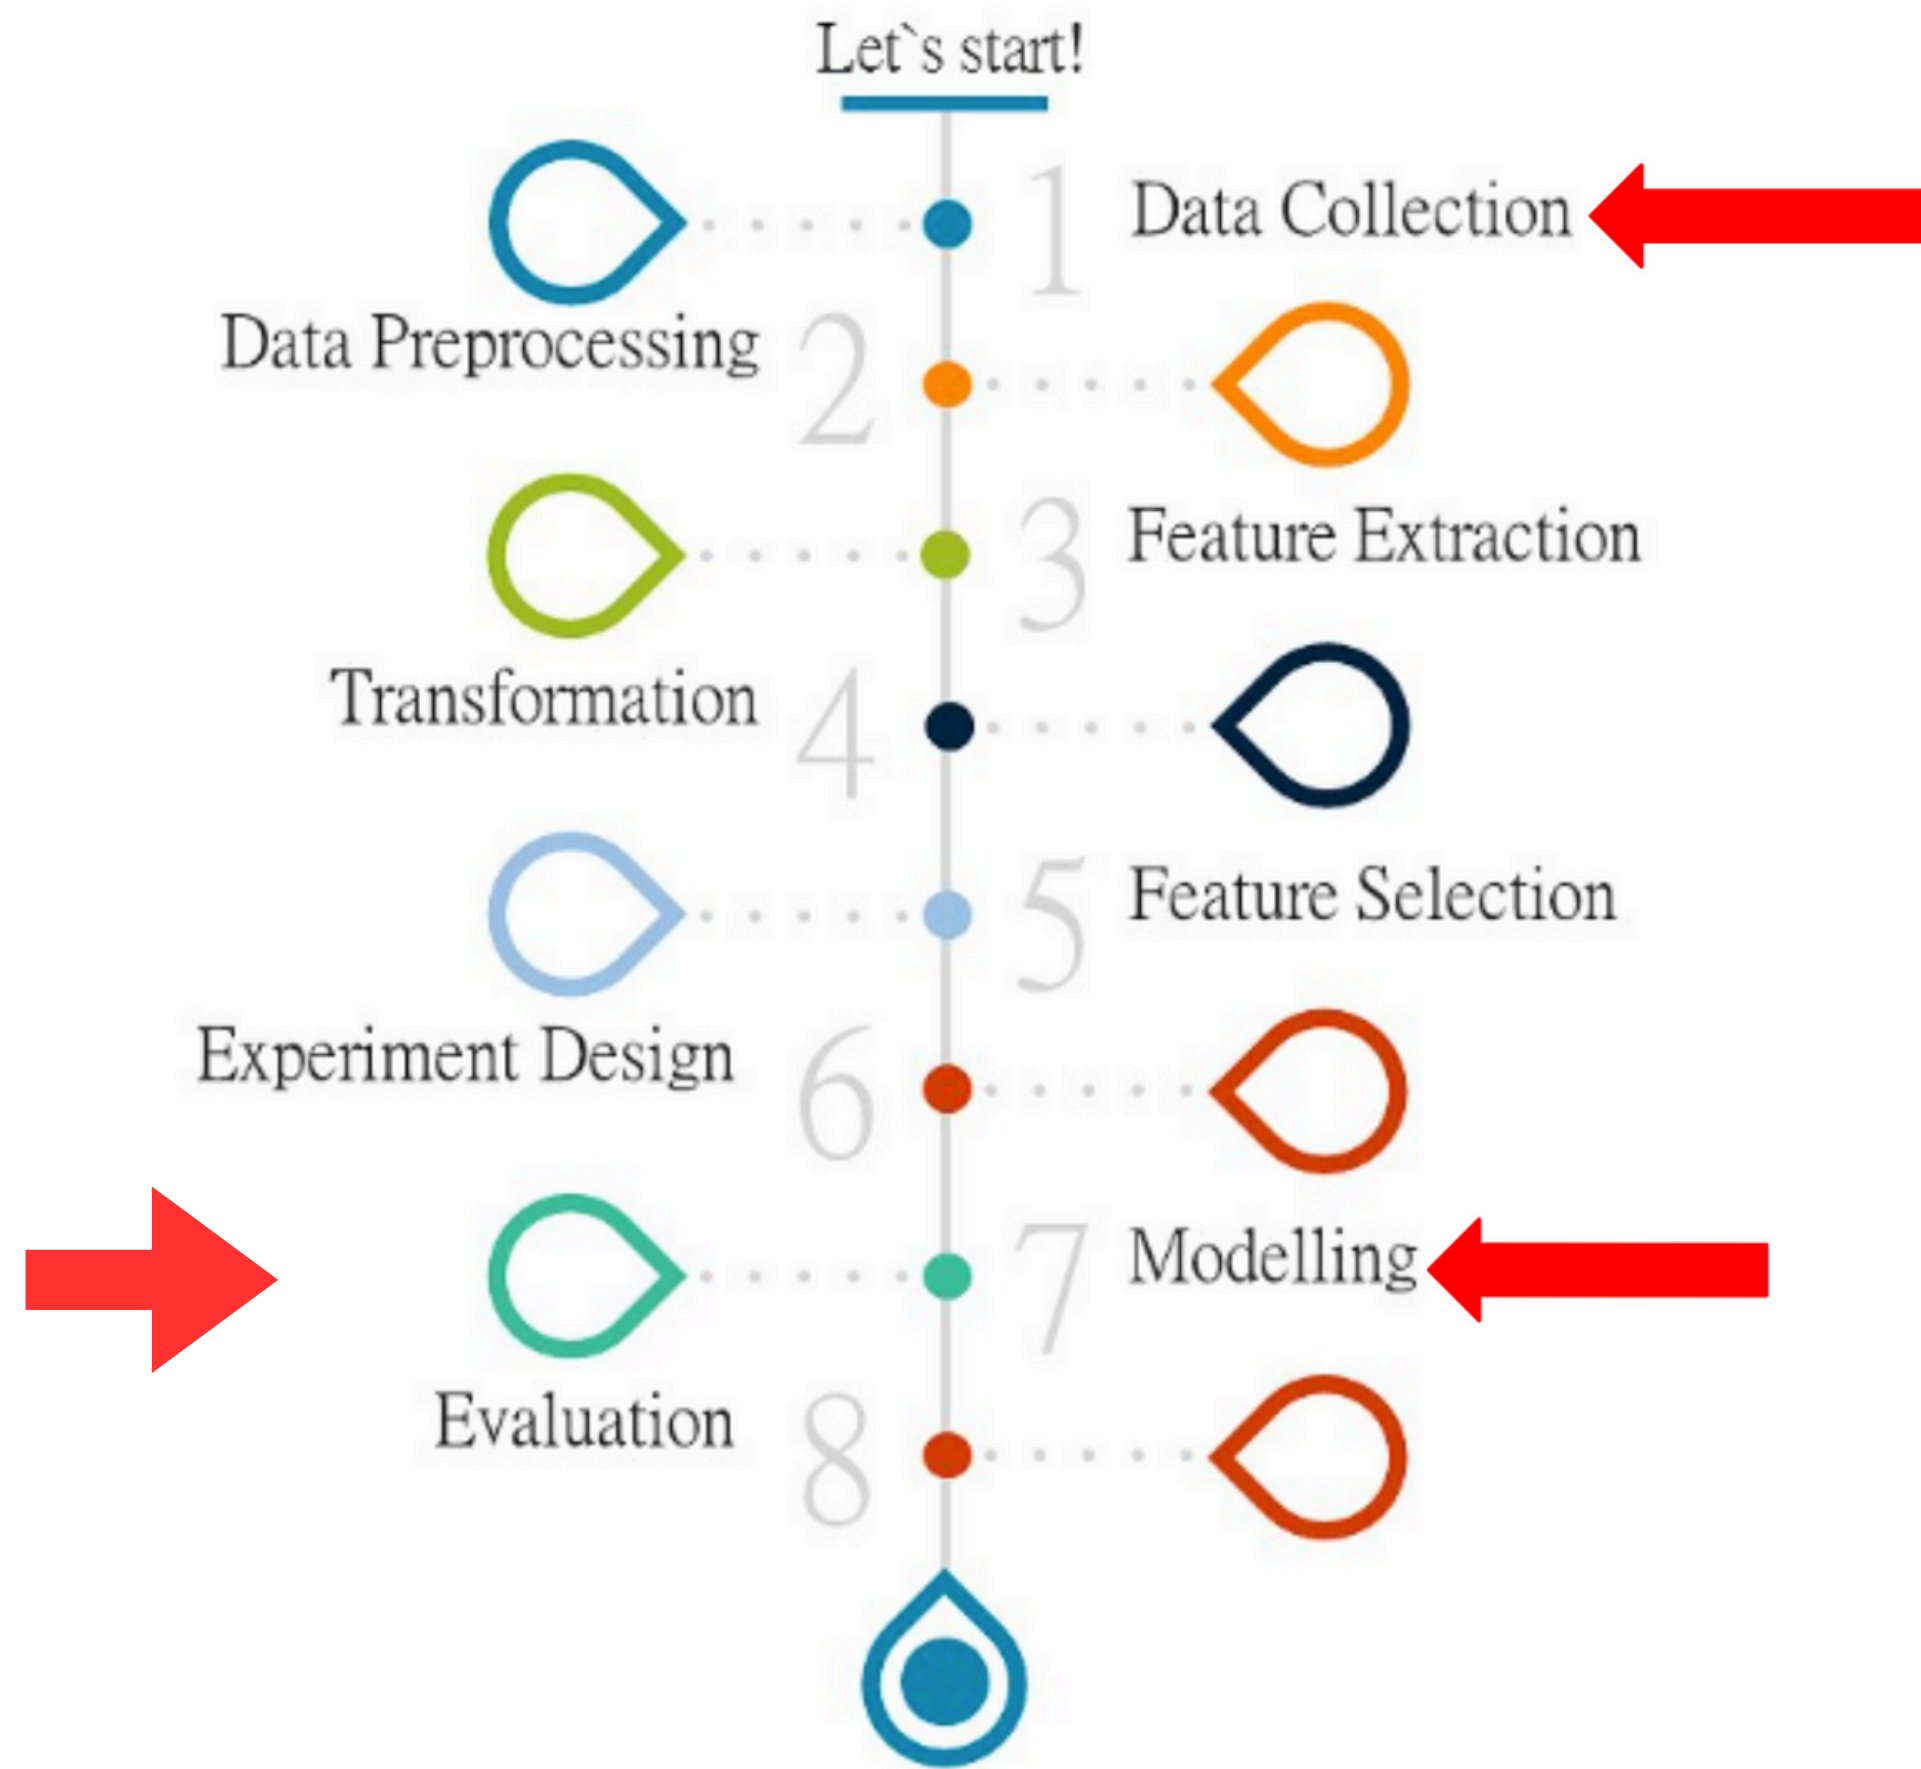 Let`s start!
1 Data Collection
Data Preprocessing 2
3 Feature Extraction
Transformation 4
5 Feature Selection
Experiment Design 6
7 Modelling
Evaluation 8